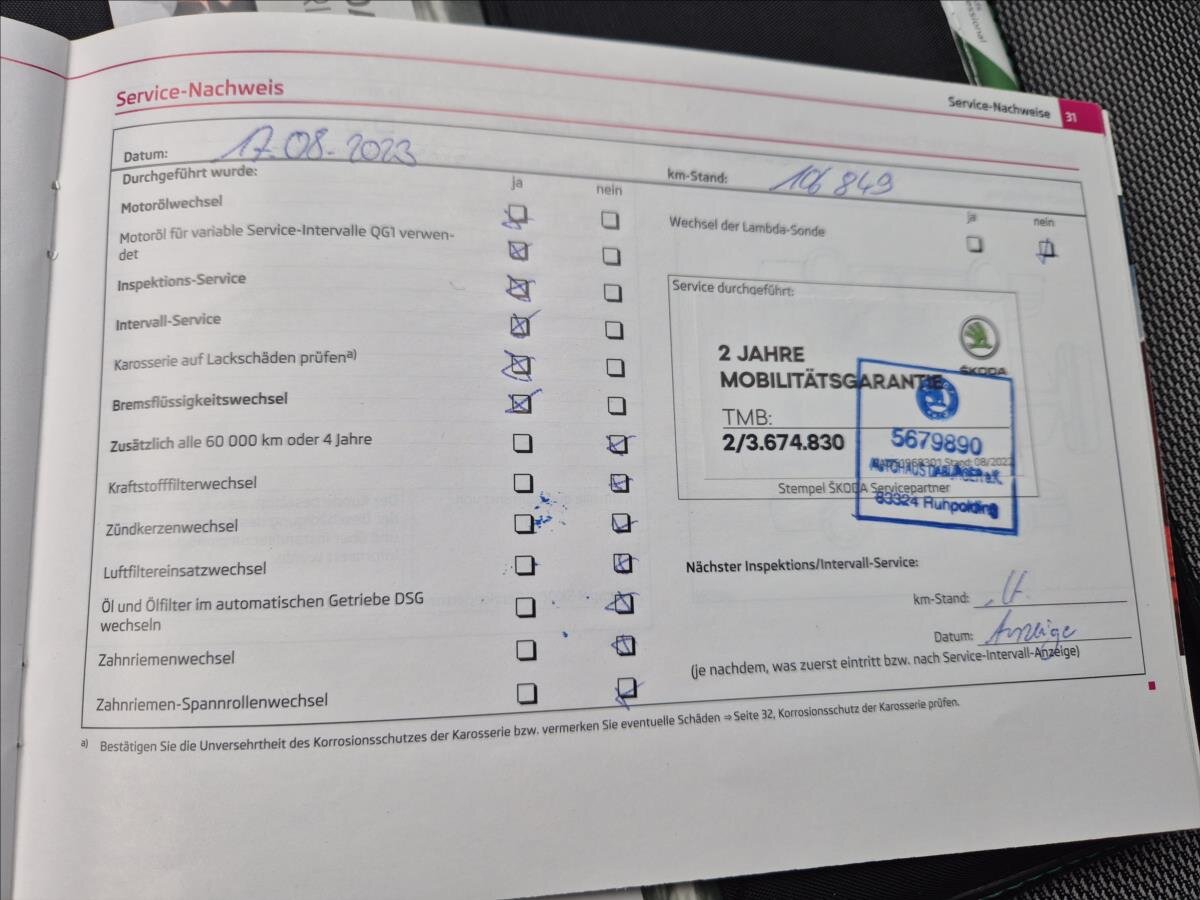 Service-Nachweis
Service-Nachweise 31
Datum: 17.08.2023
km-Stand: 106 849
Durchgeführt wurde: ja nein
Motorölwechsel
Motoröl für variable Service-Intervalle QG1 verwen-
det
Inspektions-Service
Intervall-Service
Karosserie auf Lackschäden prüfen a)
Bremsflüssigkeitswechsel
Zusätzlich alle 60 000 km oder 4 Jahre
Kraftstofffilterwechsel
Zündkerzenwechsel
Luftfiltereinsatzwechsel
Öl und Ölfilter im automatischen Getriebe DSG
wechseln
Zahnriemenwechsel
Zahnriemen-Spannrollenwechsel
ja nein
Wechsel der Lambda-Sonde
Service durchgeführt:
ŠKODA
2 JAHRE
MOBILITÄTSGARANTIE
TMB:
2/3.674.830
Stand: 08/202
5679890
AUTOHAUS
83324 Ruhpolding
Stempel ŠKODA Servicepartner
Nächster Inspektions/Intervall-Service:
km-Stand: lt.
Datum: Anzeige
(je nachdem, was zuerst eintritt bzw. nach Service-Intervall-Anzeige)
a) Bestätigen Sie die Unversehrtheit des Korrosionsschutzes der Karosserie bzw. vermerken Sie eventuelle Schäden ⇒ Seite 32, Korrosionsschutz der Karosserie prüfen.